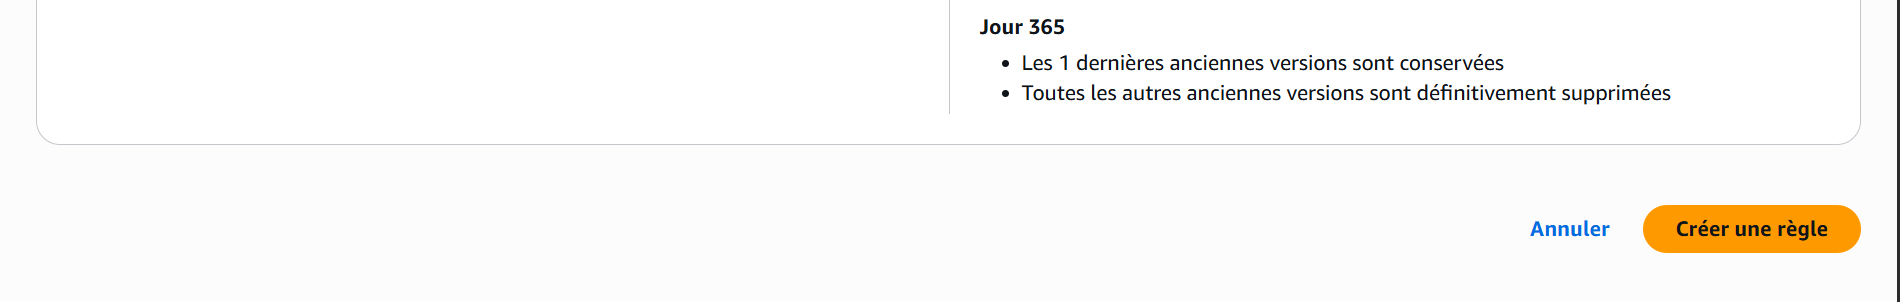 Jour 365
• Les 1 dernières anciennes versions sont conservées
• Toutes les autres anciennes versions sont définitivement supprimées
Annuler Créer une règle